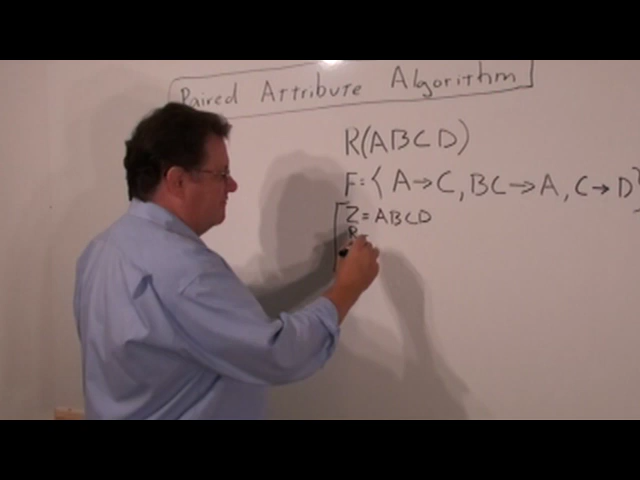 Paired Attribute Algorithm
R(ABCD)
F = { A→C, BC→A, C→D }
Z = ABCD
R